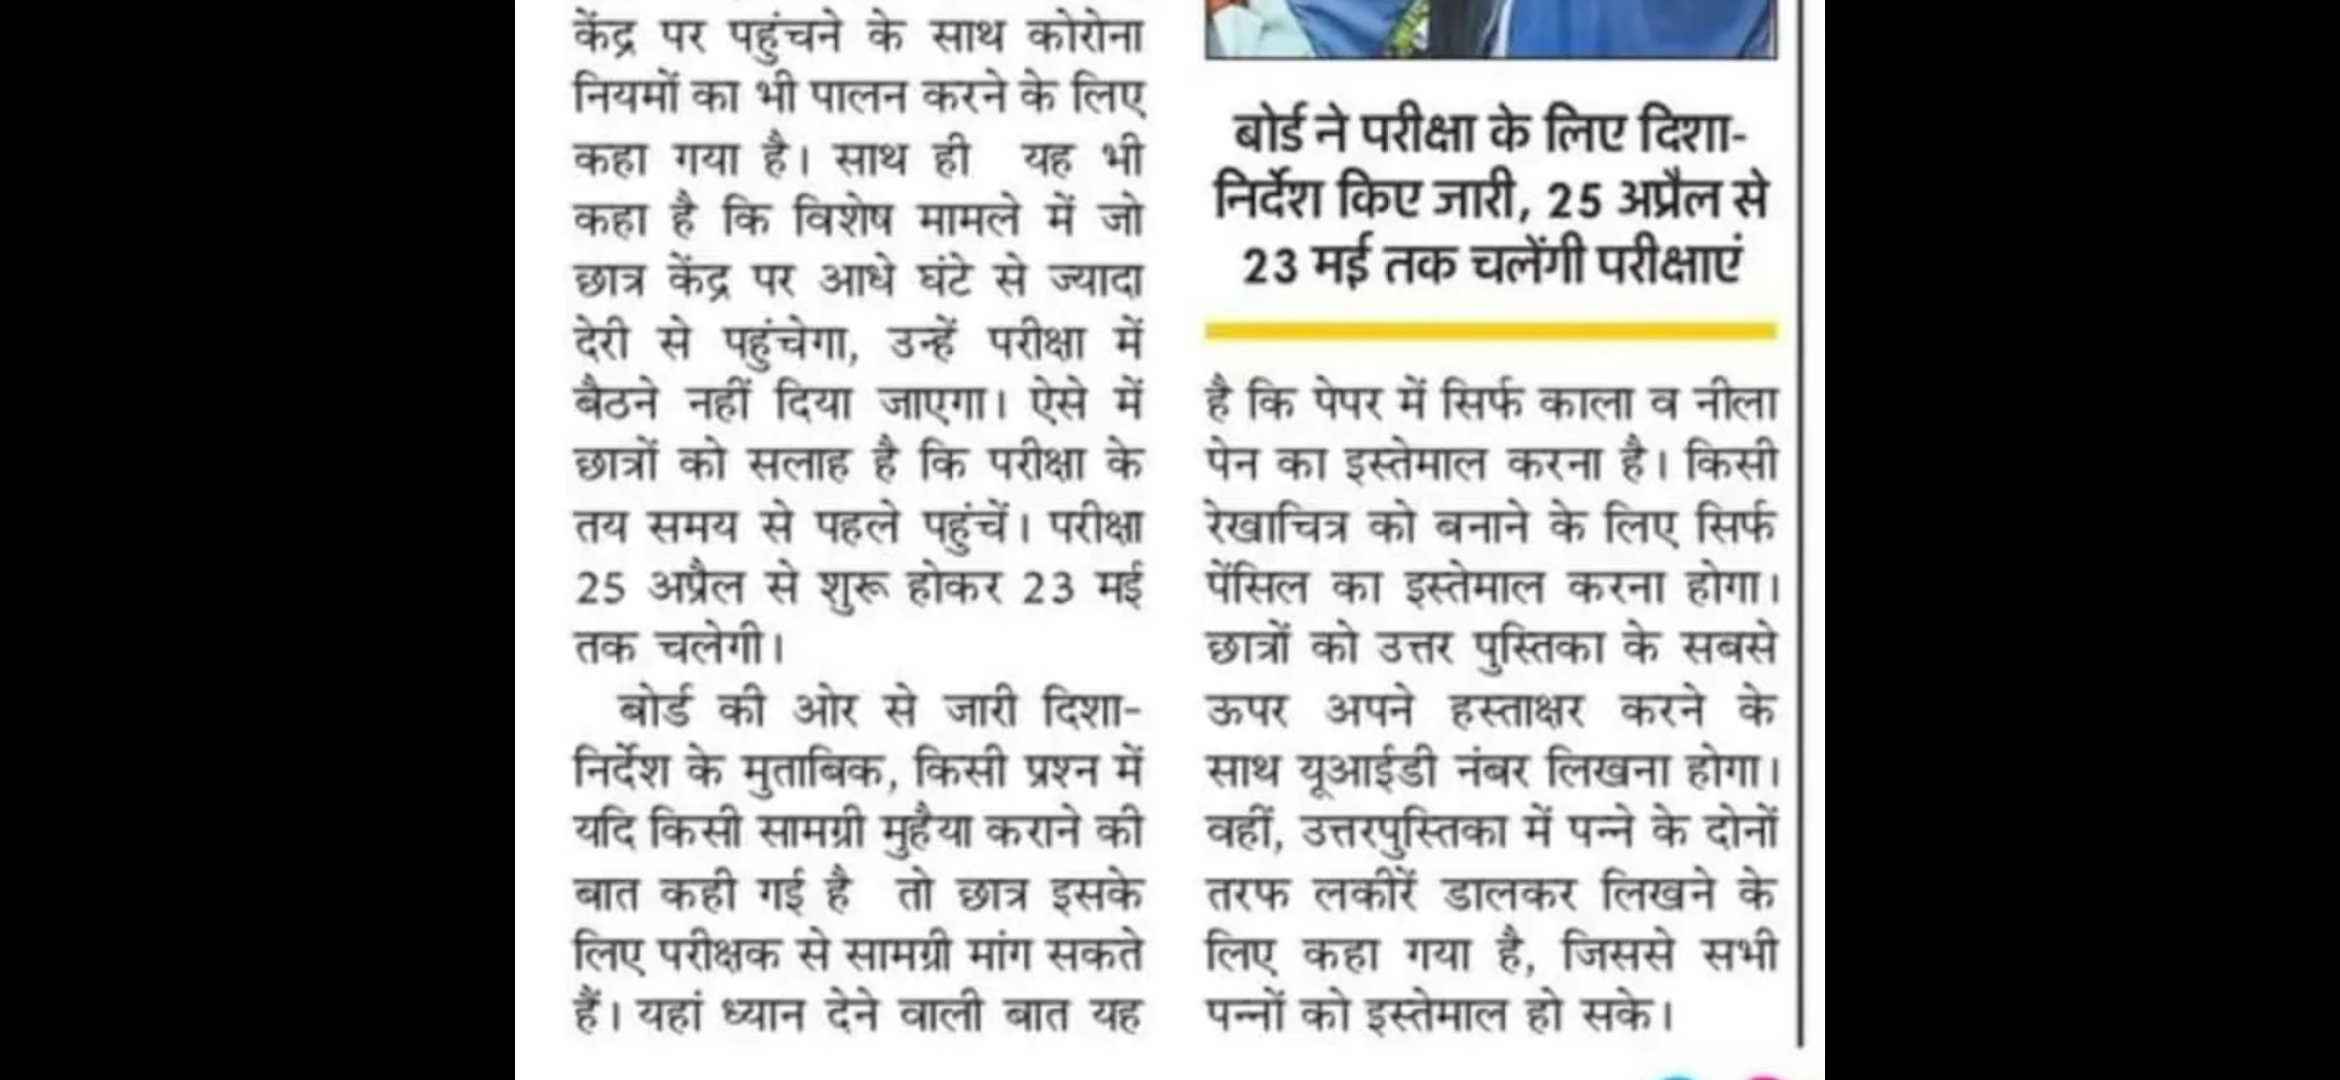 केंद्र पर पहुंचने के साथ कोरोना
नियमों का भी पालन करने के लिए
कहा गया है। साथ ही यह भी
कहा है कि विशेष मामले में जो
छात्र केंद्र पर आधे घंटे से ज्यादा
देरी से पहुंचेगा, उन्हें परीक्षा में
बैठने नहीं दिया जाएगा। ऐसे में
छात्रों को सलाह है कि परीक्षा के
तय समय से पहले पहुंचें। परीक्षा
25 अप्रैल से शुरू होकर 23 मई
तक चलेगी।
बोर्ड की ओर से जारी दिशा-
निर्देश के मुताबिक, किसी प्रश्न में
यदि किसी सामग्री मुहैया कराने की
बात कही गई है तो छात्र इसके
लिए परीक्षक से सामग्री मांग सकते
हैं। यहां ध्यान देने वाली बात यह
बोर्ड ने परीक्षा के लिए दिशा-
निर्देश किए जारी, 25 अप्रैल से
23 मई तक चलेंगी परीक्षाएं
है कि पेपर में सिर्फ काला व नीला
पेन का इस्तेमाल करना है। किसी
रेखाचित्र को बनाने के लिए सिर्फ
पेंसिल का इस्तेमाल करना होगा।
छात्रों को उत्तर पुस्तिका के सबसे
ऊपर अपने हस्ताक्षर करने के
साथ यूआईडी नंबर लिखना होगा।
वहीं, उत्तरपुस्तिका में पन्ने के दोनों
तरफ लकीरें डालकर लिखने के
लिए कहा गया है, जिससे सभी
पन्नों को इस्तेमाल हो सके।